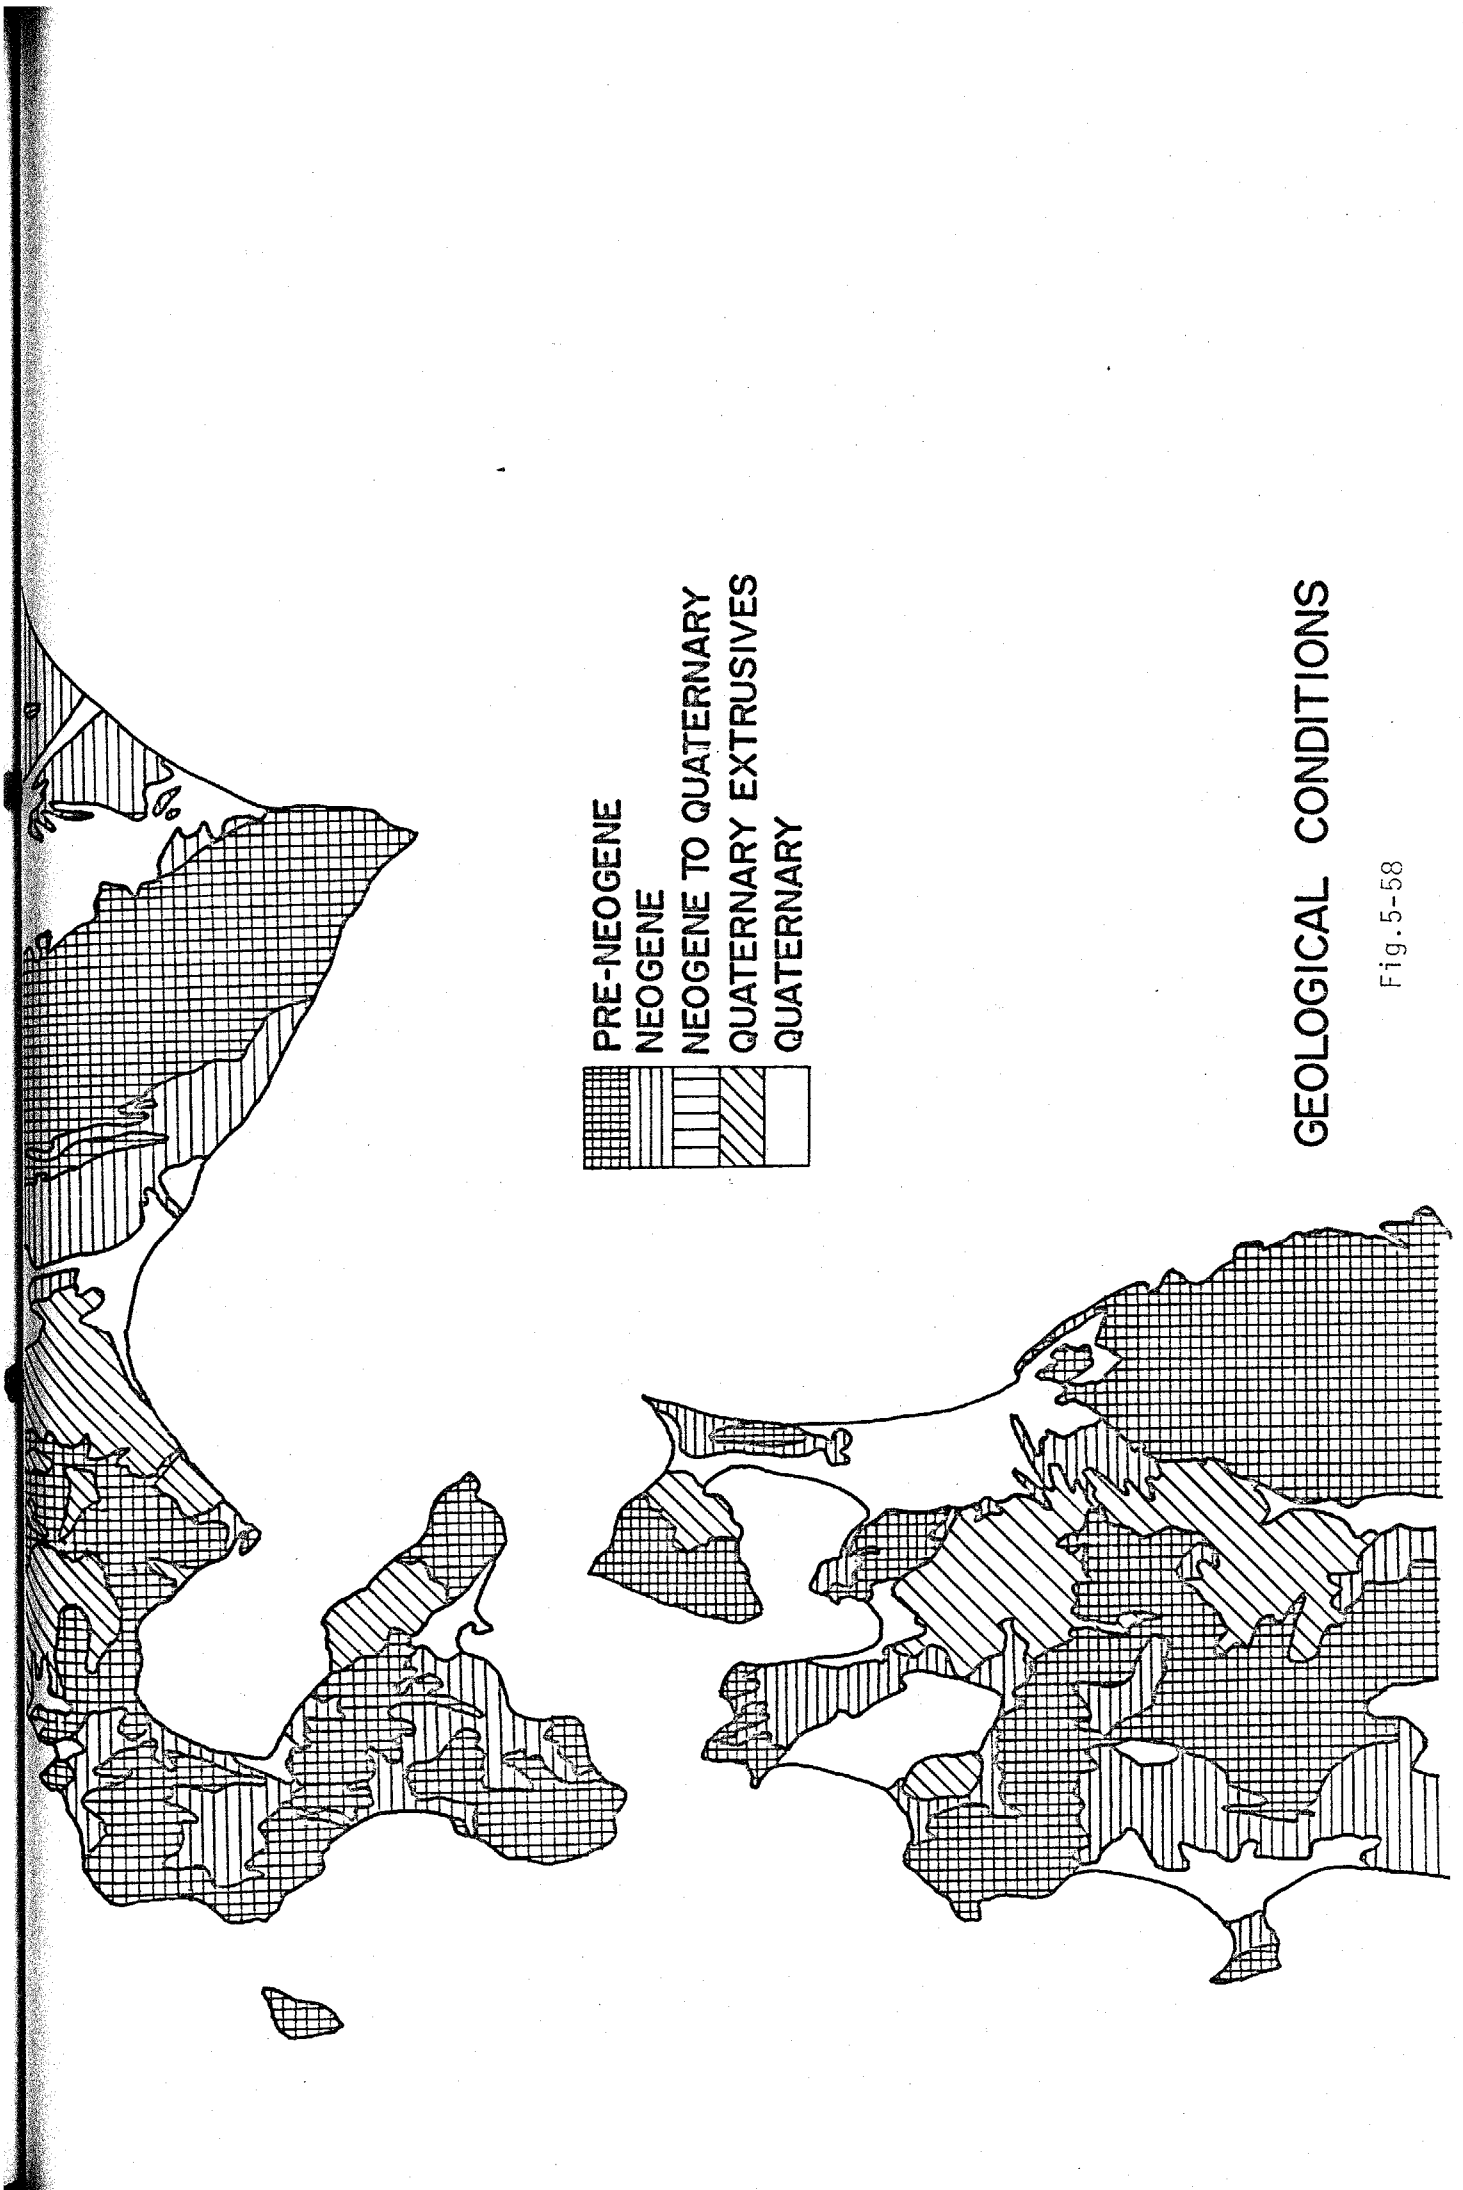 PRE-NEOGENE
NEOGENE
NEOGENE TO QUATERNARY
QUATERNARY EXTRUSIVES
QUATERNARY
GEOLOGICAL CONDITIONS
Fig.5-58